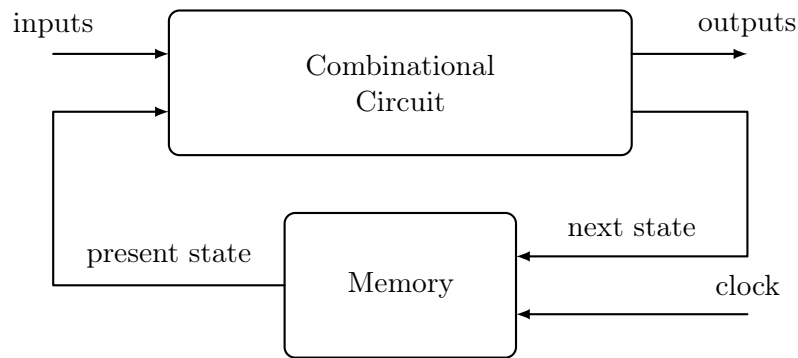 inputs
outputs
Combinational
Circuit
next state
present state
Memory
clock